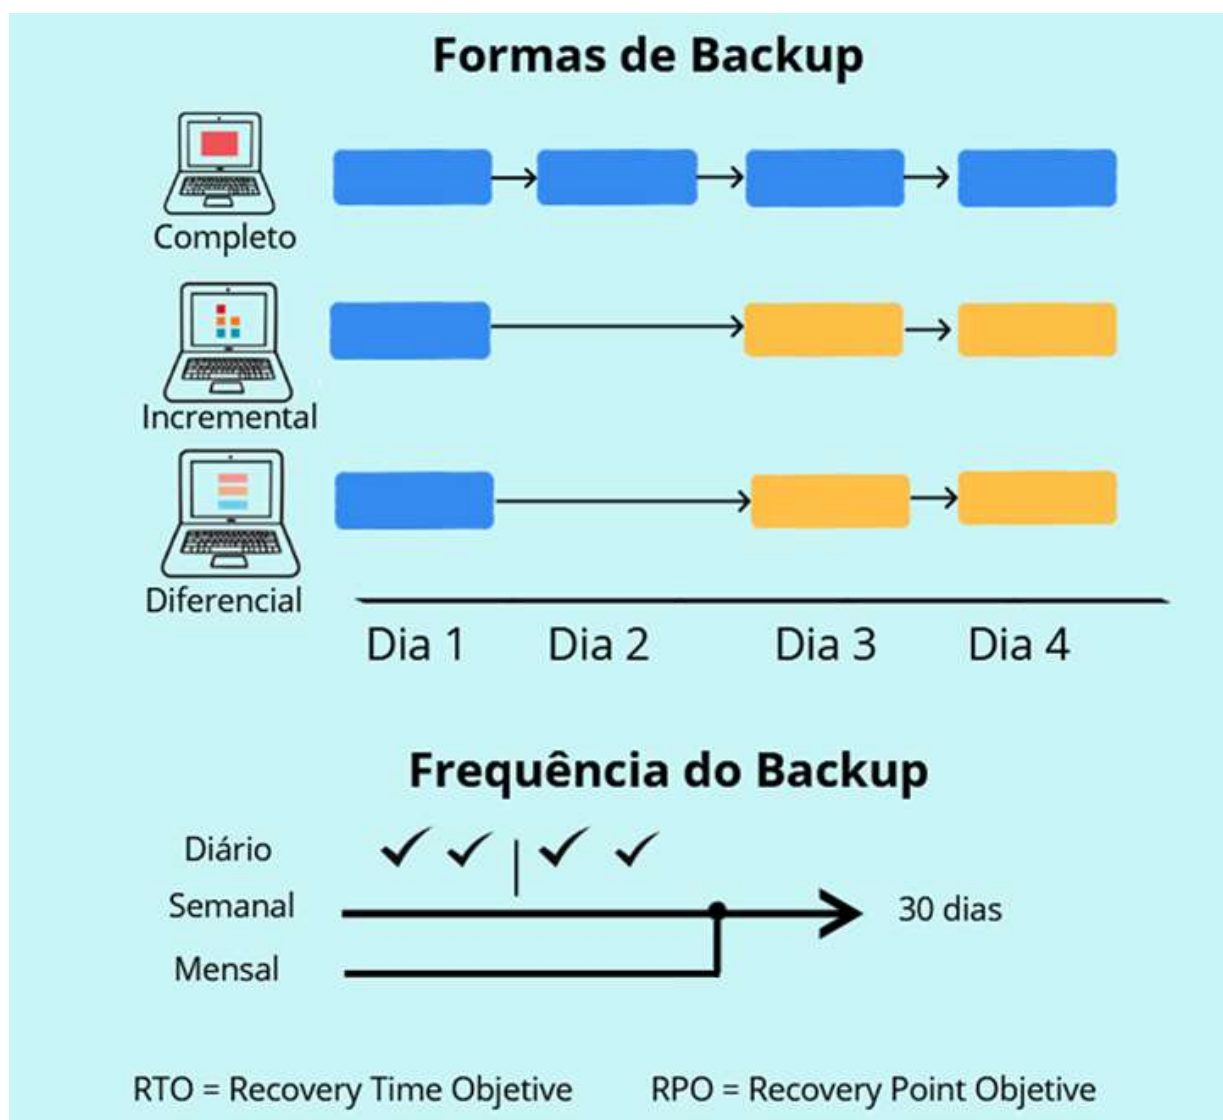 Formas de Backup
Completo
Incremental
Diferencial
Dia 1 Dia 2 Dia 3 Dia 4
Frequência do Backup
Diário
Semanal
30 dias
Mensal
RTO = Recovery Time Objetive RPO = Recovery Point Objetive